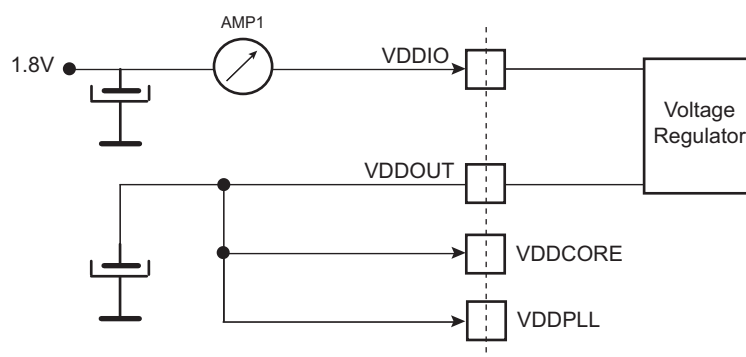 AMP1
1.8V
VDDIO
Voltage
Regulator
VDDOUT
VDDCORE
VDDPLL